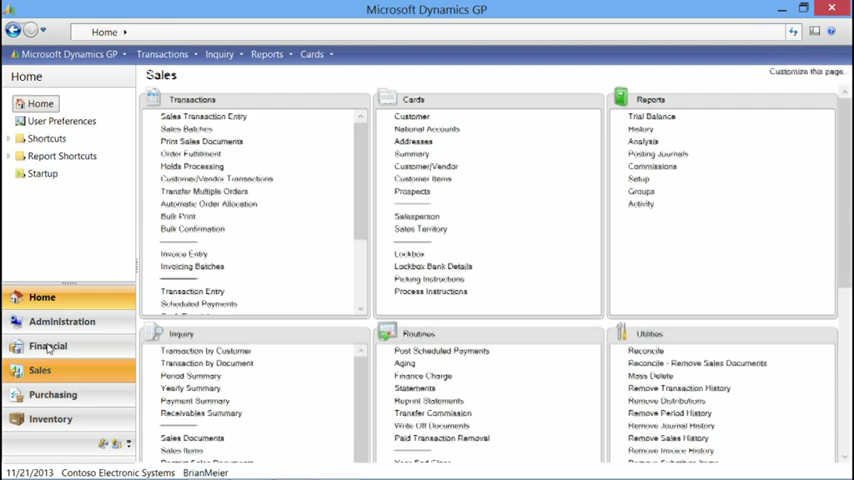 Microsoft Dynamics GP
Home
Microsoft Dynamics GP Transactions Inquiry Reports Cards
Home
Home
User Preferences
Shortcuts
Report Shortcuts
Startup
Home
Administration
Financial
Sales
Purchasing
Inventory
Sales
Customize this page...
Transactions
Sales Transaction Entry
Sales Batches
Print Sales Documents
Order Fulfillment
Holds Processing
Customer/Vendor Transactions
Transfer Multiple Orders
Automatic Order Allocation
Bulk Print
Bulk Confirmation
Invoice Entry
Invoicing Batches
Transaction Entry
Scheduled Payments
Cards
Customer
National Accounts
Addresses
Summary
Customer/Vendor
Customer Items
Prospects
Salesperson
Sales Territory
Lockbox
Lockbox Bank Details
Picking Instructions
Process Instructions
Reports
Trial Balance
History
Analysis
Posting Journals
Commissions
Setup
Groups
Activity
Inquiry
Transaction by Customer
Transaction by Document
Period Summary
Yearly Summary
Payment Summary
Receivables Summary
Sales Documents
Sales Items
Routines
Post Scheduled Payments
Aging
Finance Charge
Statements
Reprint Statements
Transfer Commission
Write Off Documents
Paid Transaction Removal
Year End Close
Utilities
Reconcile
Reconcile - Remove Sales Documents
Mass Delete
Remove Transaction History
Remove Distributions
Remove Period History
Remove Journal History
Remove Sales History
Remove Invoice History
11/21/2013 Contoso Electronic Systems BrianMeier